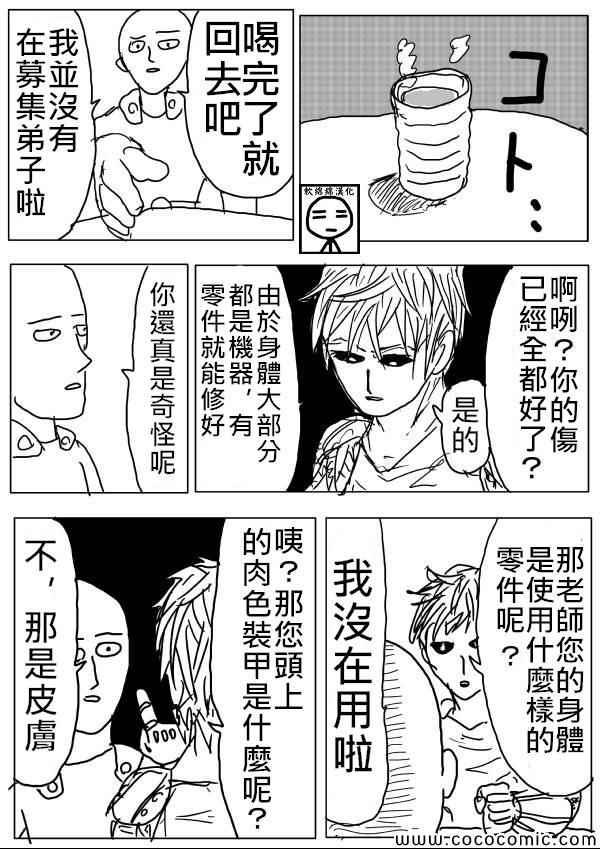 コト、、
軟綿綿漢化
喝完了就
回去吧
我並沒有
在募集弟子啦
啊咧？你的傷
已經全都好了？
是的
由於身體大部分
都是機器，有
零件就能修好
你還真是奇怪呢
那老師您的身體
是使用什麼樣的
零件呢？
我沒在用啦
咦？那您頭上
的肉色裝甲是什麼呢？
不，那是皮膚
www.cococomic.com